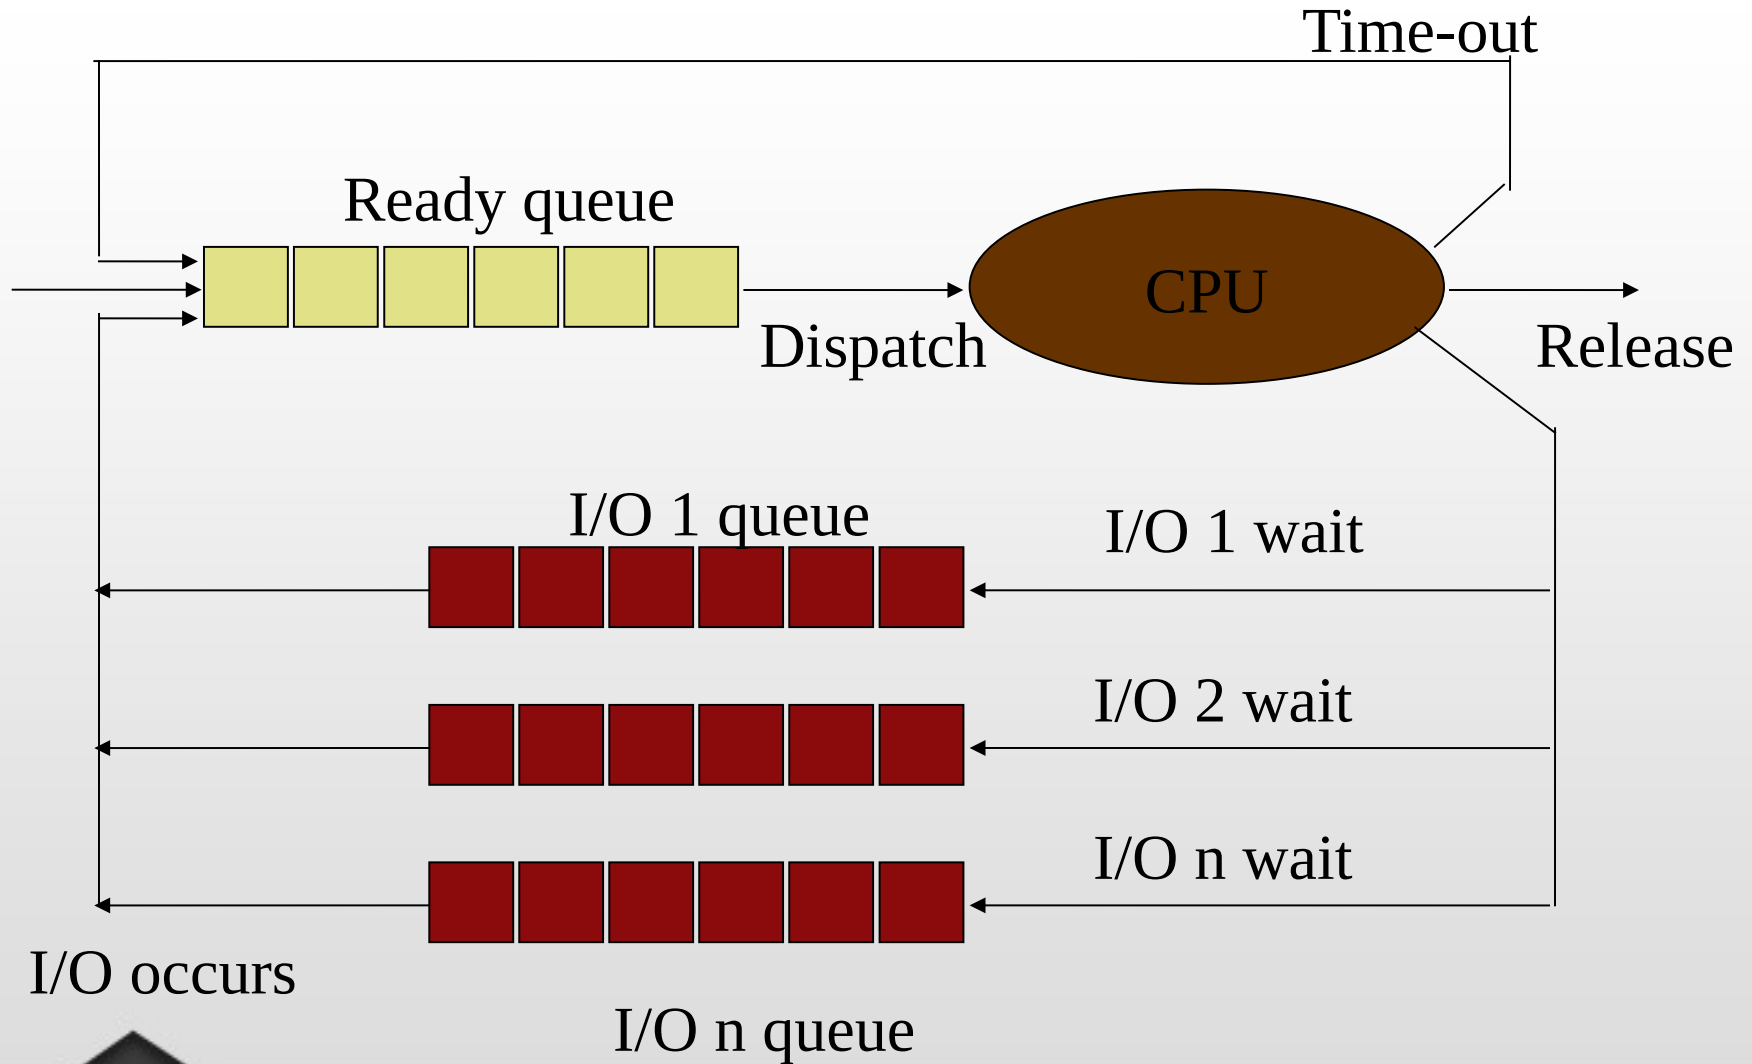 Time-out
Ready queue
CPU
Dispatch
Release
I/O 1 queue
I/O 1 wait
I/O 2 wait
I/O n wait
I/O occurs
I/O n queue